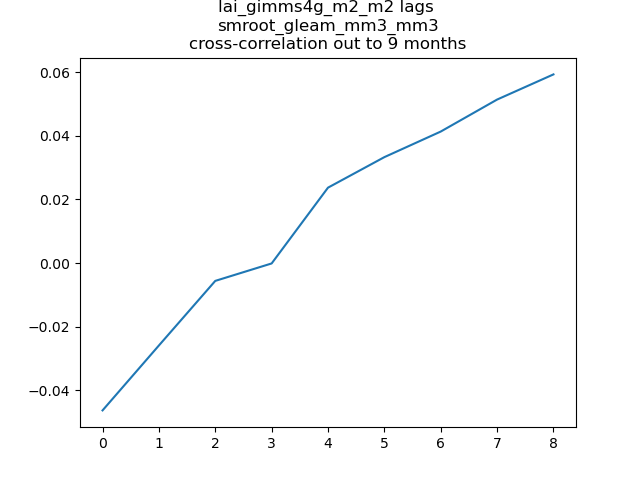 lai_gimms4g_m2_m2 lags
smroot_gleam_mm3_mm3
cross-correlation out to 9 months
0.06
0.04
0.02
0.00
−0.02
−0.04
0 1 2 3 4 5 6 7 8